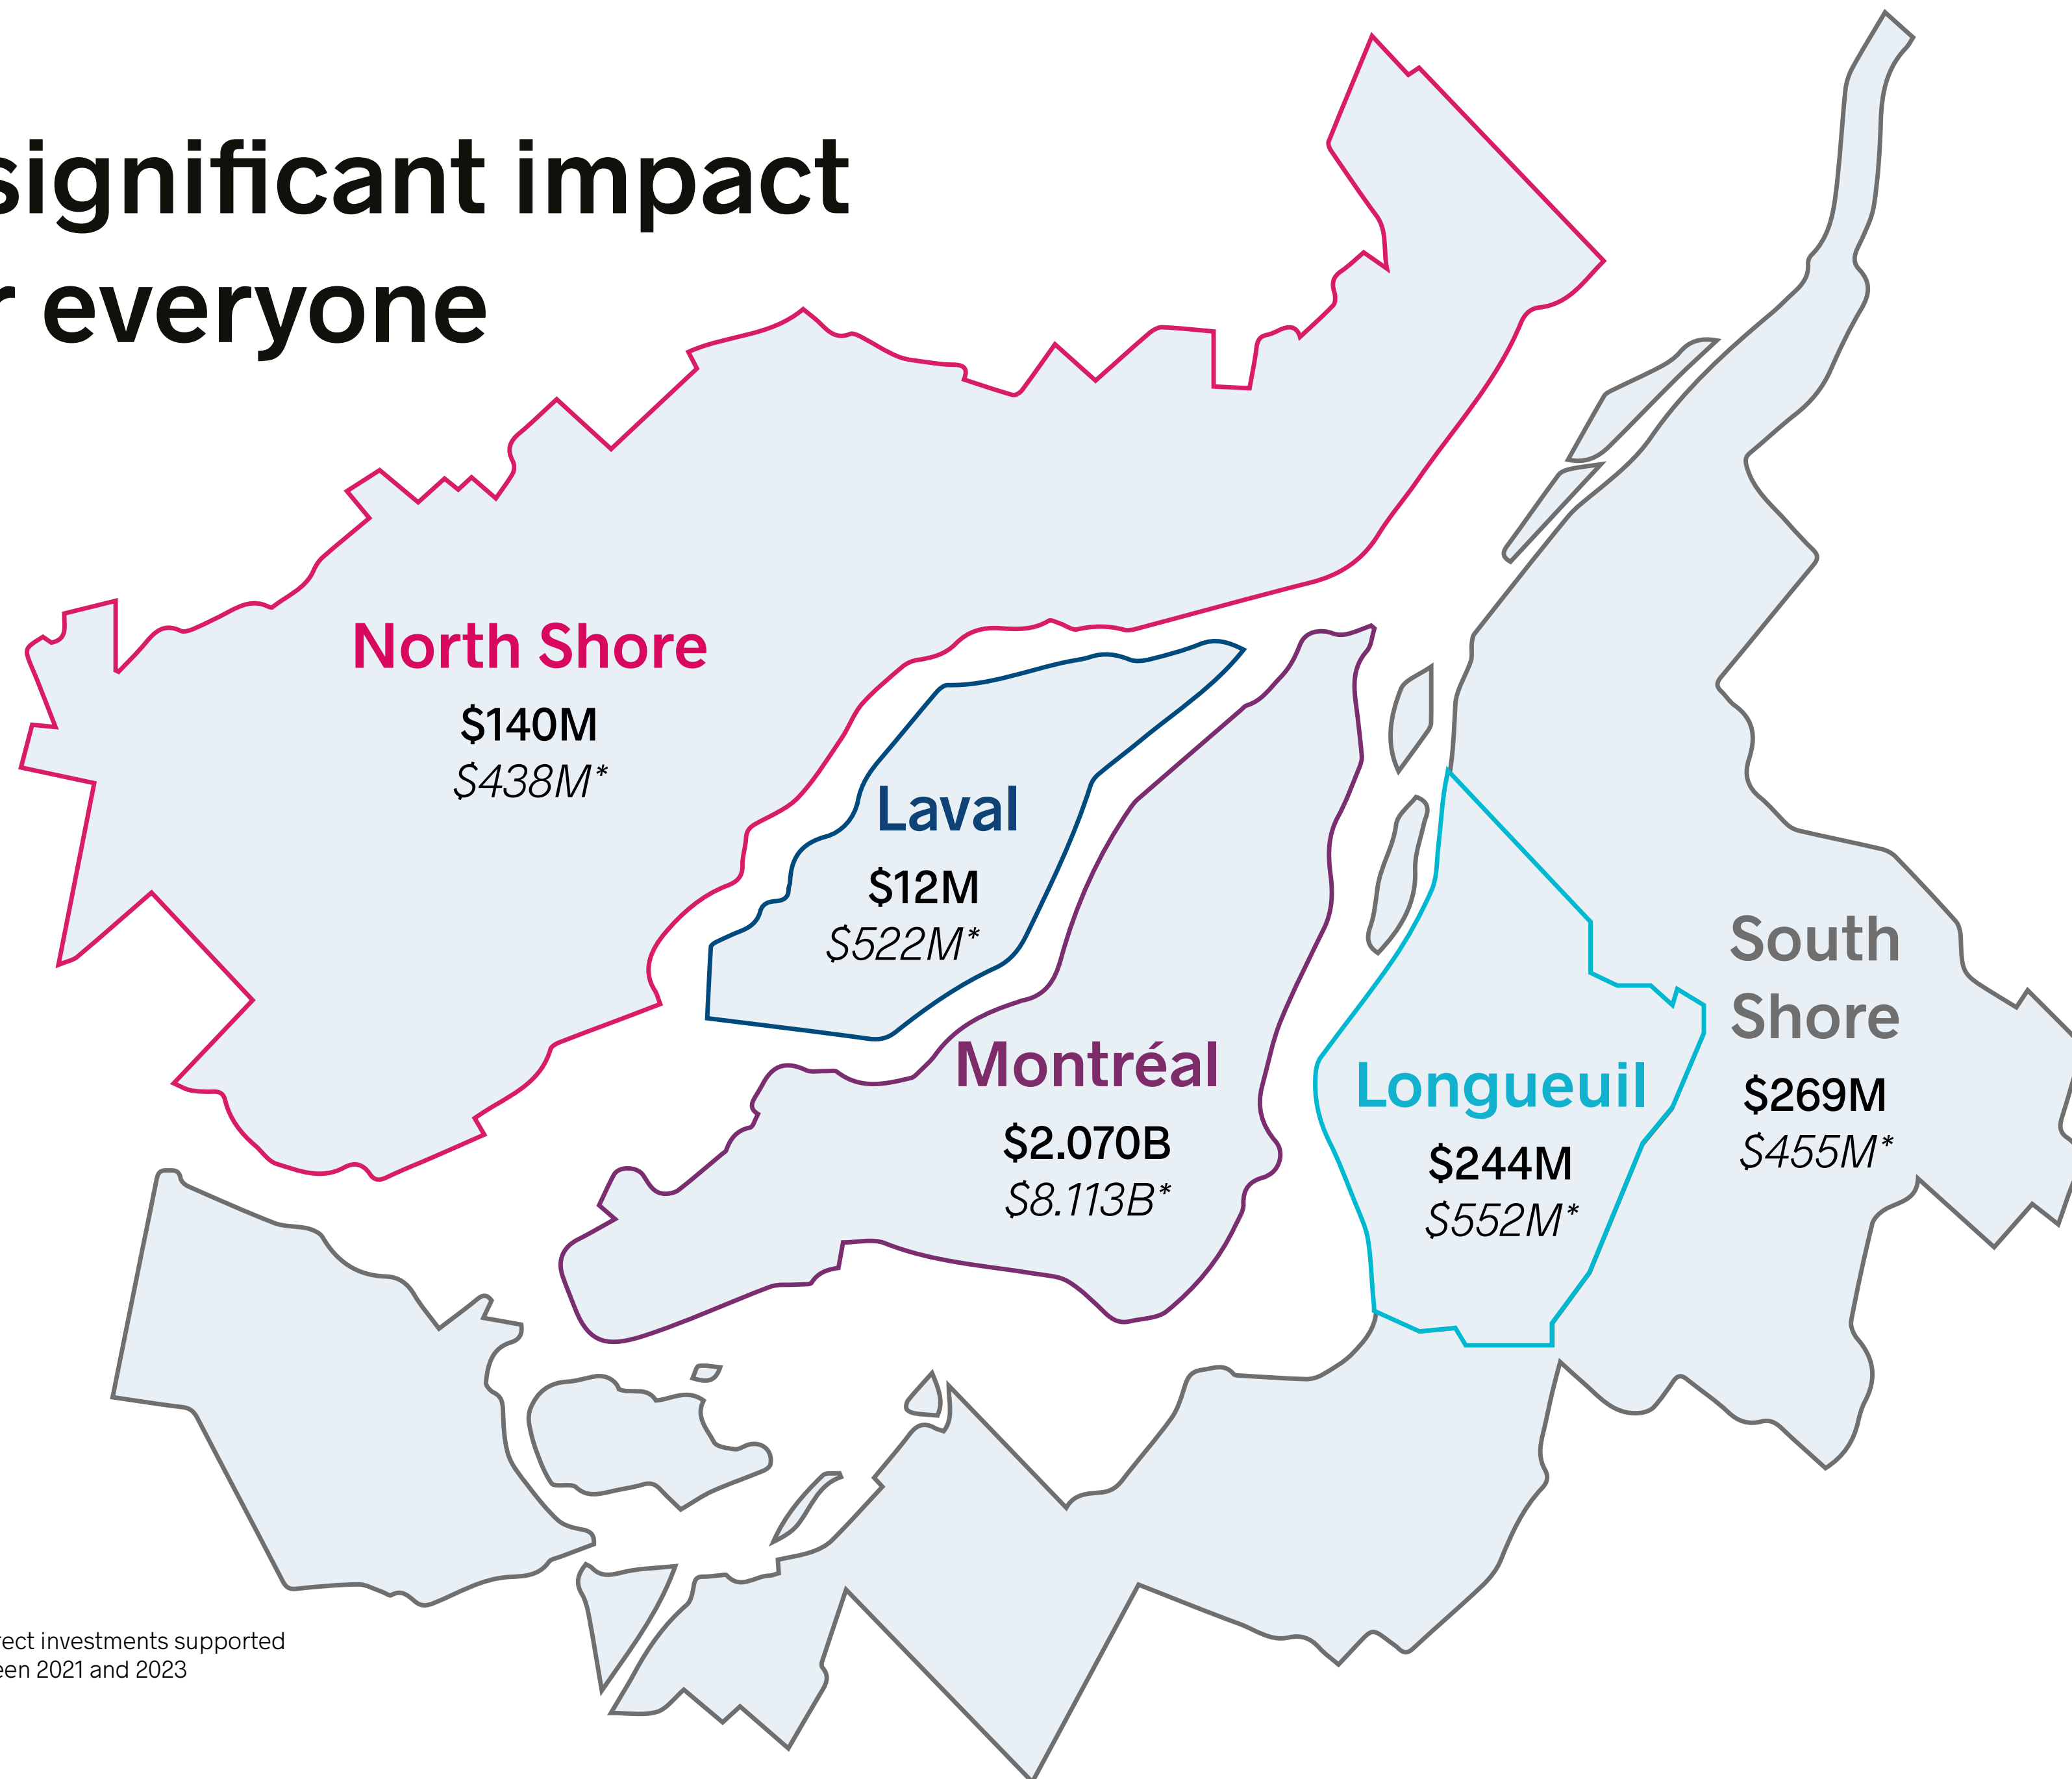 significant impact
r everyone
North Shore
$140M
$438M*
Laval
$12M
$522M*
Montréal
$2.070B
$8.113B*
Longueuil
$244M
$552M*
South
Shore
$269M
$455M*
rect investments supported
een 2021 and 2023